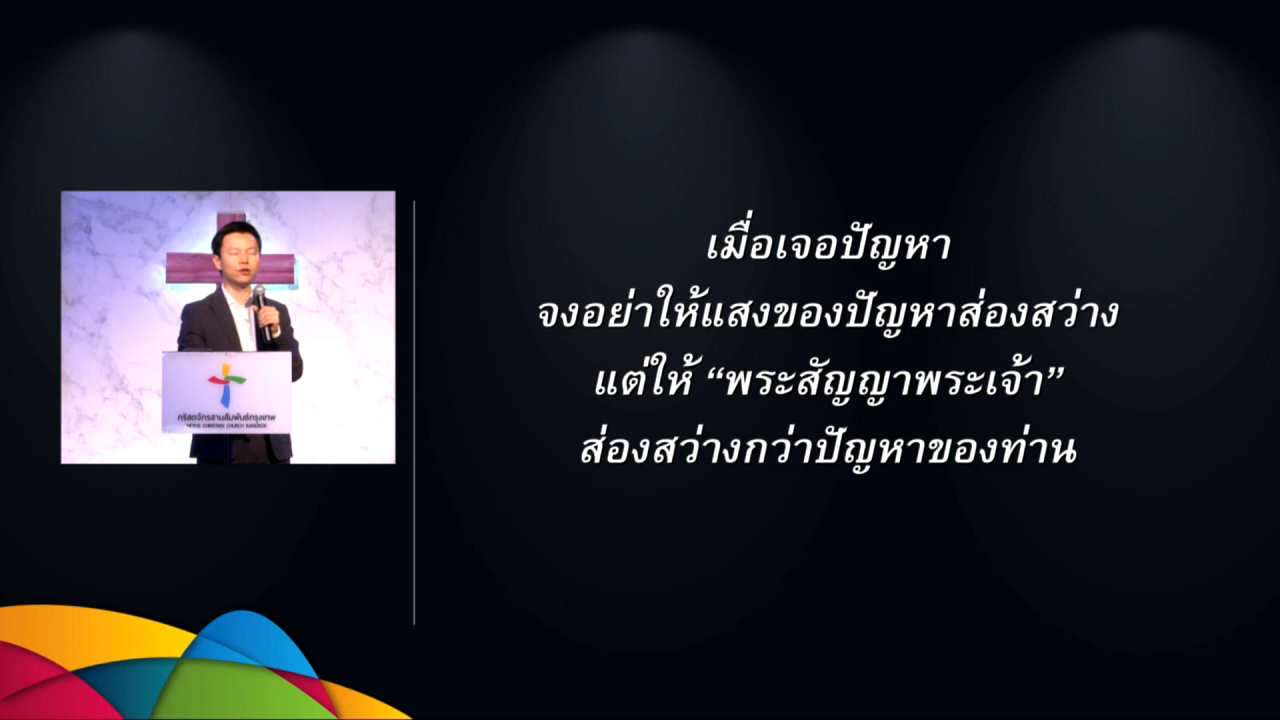 คริสตจักรสานสัมพันธ์กรุงเทพ
NEXUS CHRISTIAN CHURCH BANGKOK
เมื่อเจอปัญหา
จงอย่าให้แสงของปัญหาส่องสว่าง
แต่ให้ “พระสัญญาพระเจ้า”
ส่องสว่างกว่าปัญหาของท่าน